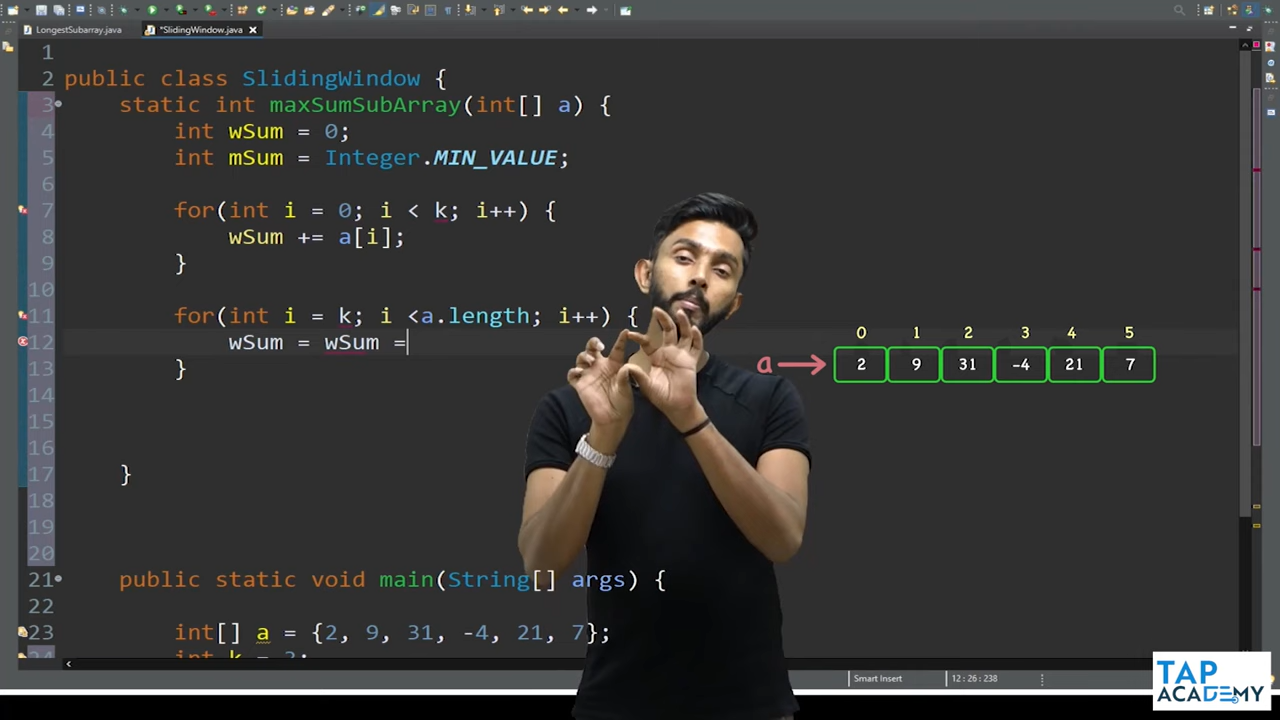 LongestSubarray.java
*SlidingWindow.java
1
2 public class SlidingWindow {
3 static int maxSumSubArray(int[] a) {
4 int wSum = 0;
5 int mSum = Integer.MIN_VALUE;
6
7 for(int i = 0; i < k; i++) {
8 wSum += a[i];
9 }
10
11 for(int i = k; i <a.length; i++) {
12 wSum = wSum =
13 }
14
15
16
17 }
18
19
20
21 public static void main(String[] args) {
22
23 int[] a = {2, 9, 31, -4, 21, 7};
24 int k = 3;
0 1 2 3 4 5
a → 2 9 31 -4 21 7
Smart Insert
12 : 26 : 238
TAP
ACADEMY